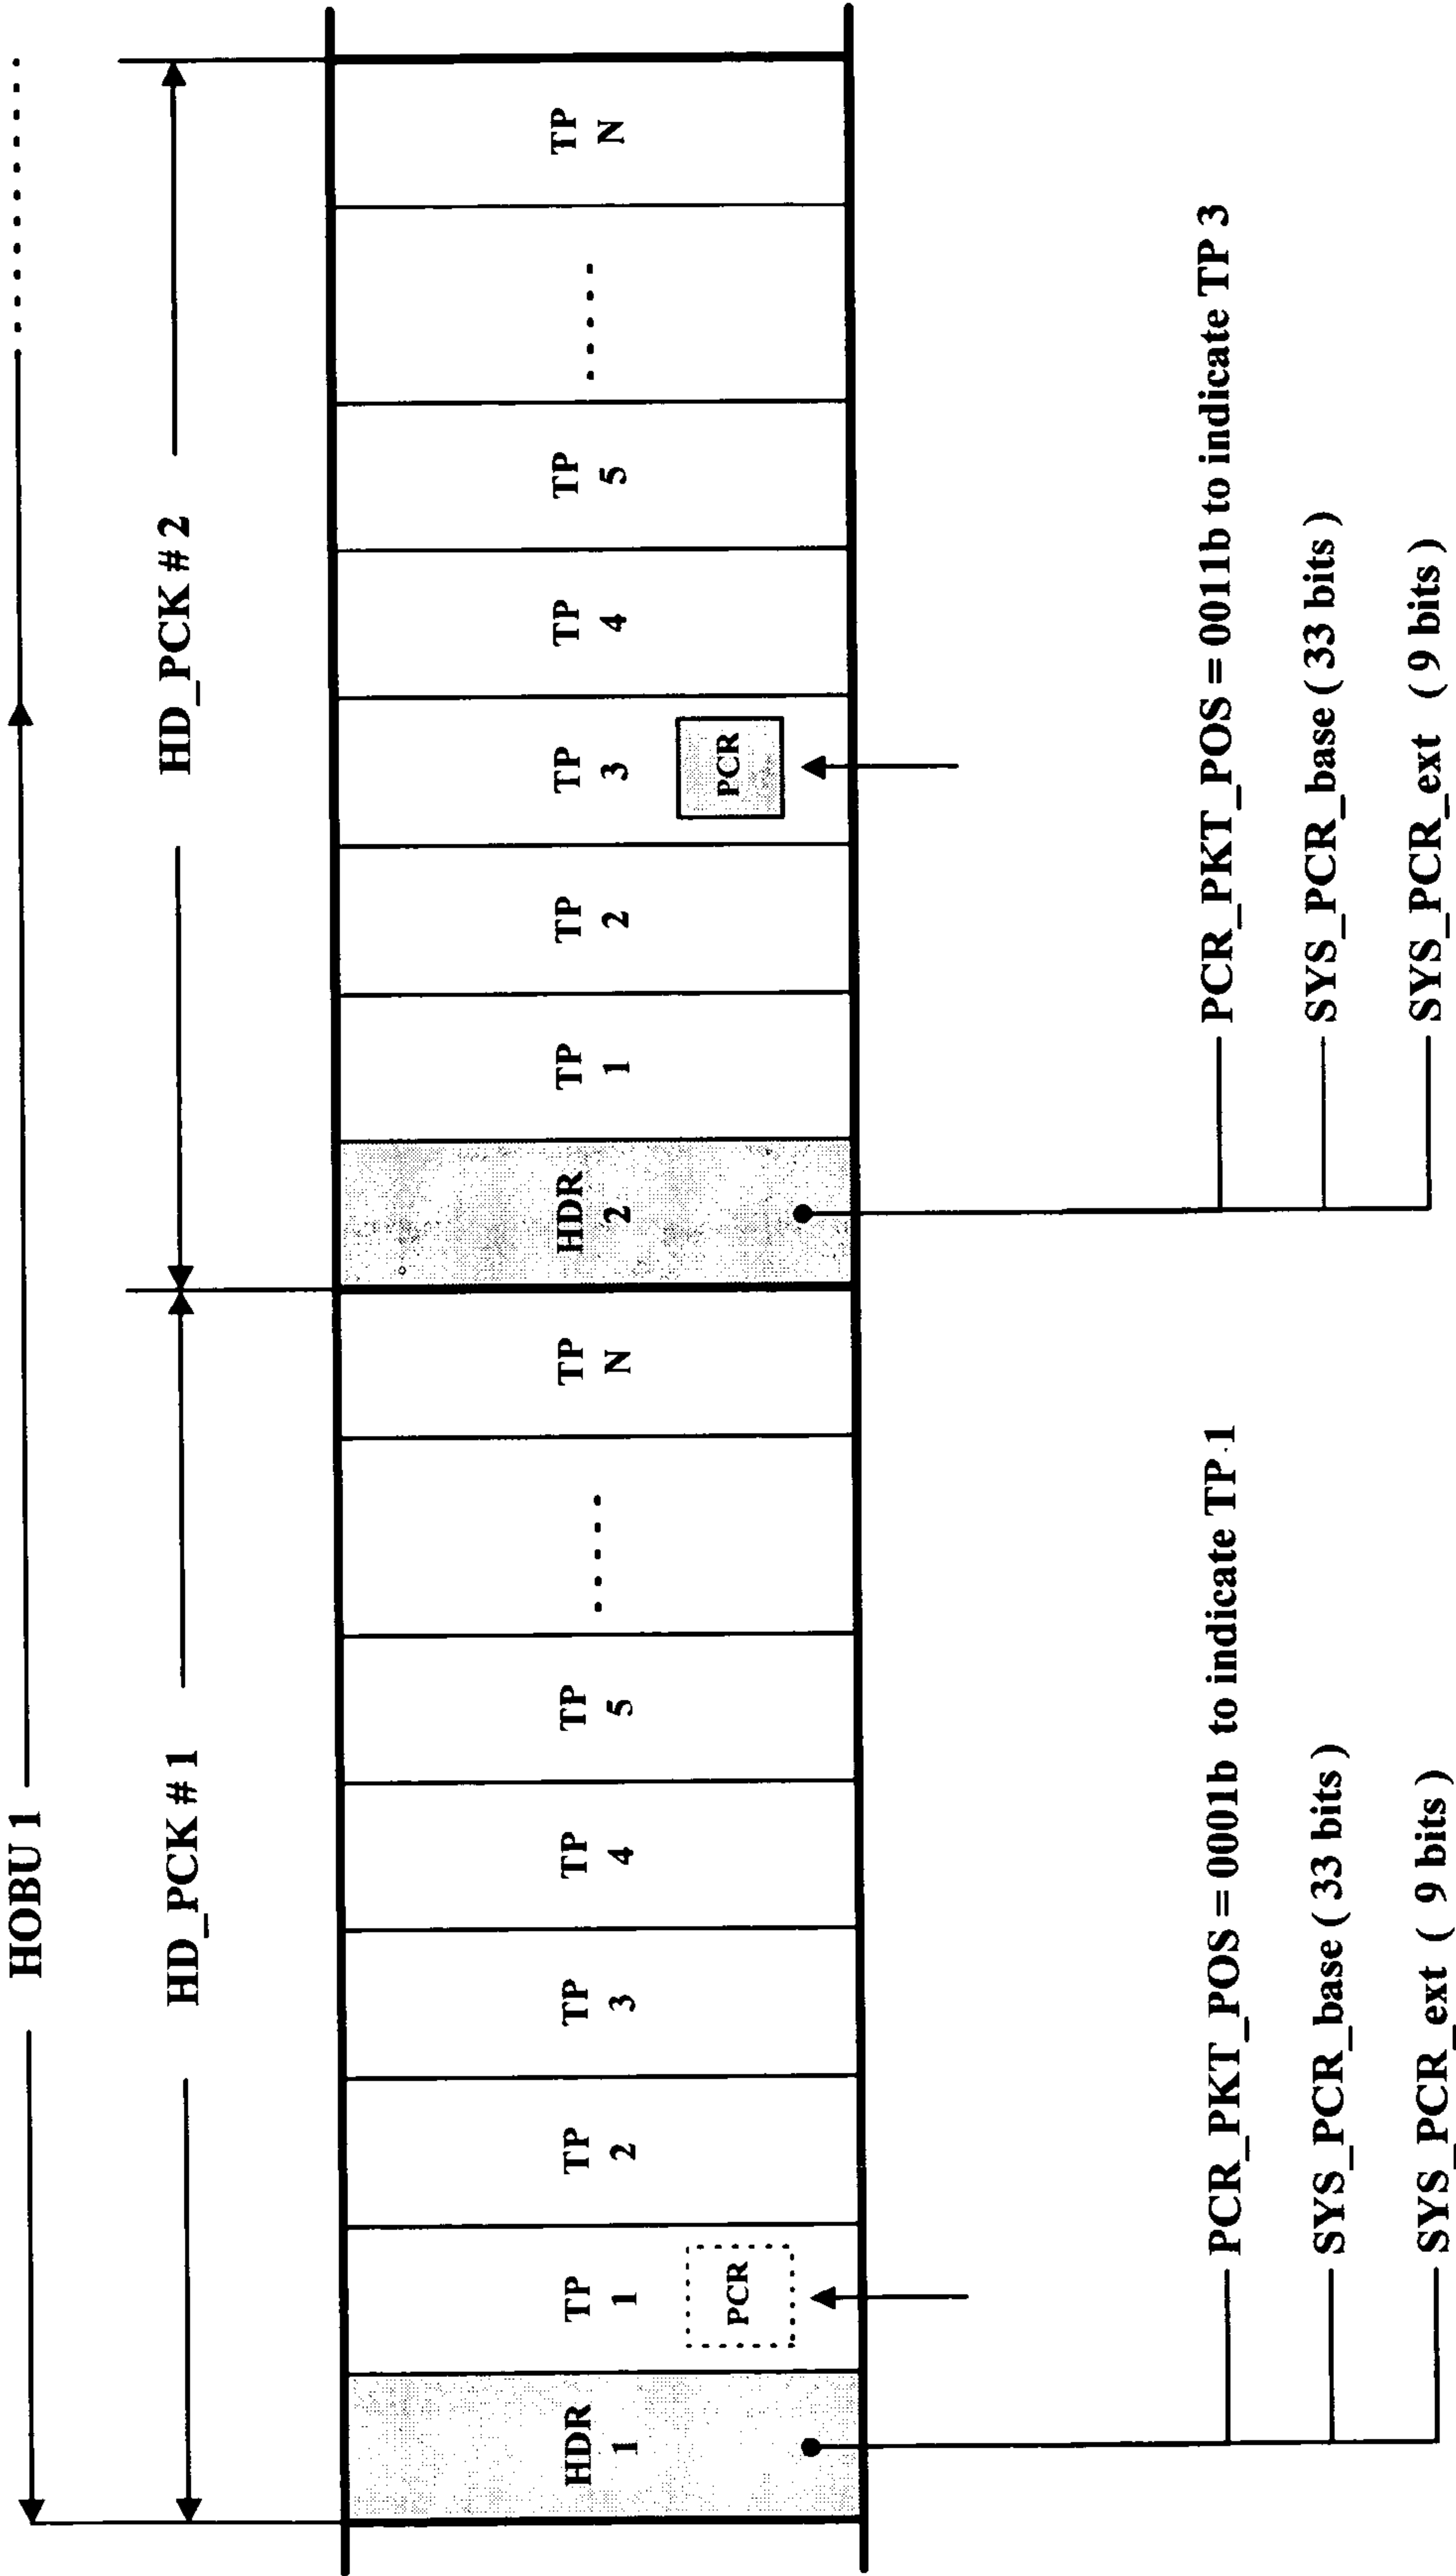 HOBU 1
HD_PCK # 1
HD_PCK # 2
HDR
1
TP
1
TP
2
TP
3
TP
4
TP
5
.....
TP
N
HDR
2
TP
1
TP
2
TP
3
TP
4
TP
5
.....
TP
N
PCR
PCR
PCR_PKT_POS = 0001b to indicate TP 1
SYS_PCR_base ( 33 bits )
SYS_PCR_ext ( 9 bits )
PCR_PKT_POS = 0011b to indicate TP 3
SYS_PCR_base ( 33 bits )
SYS_PCR_ext ( 9 bits )